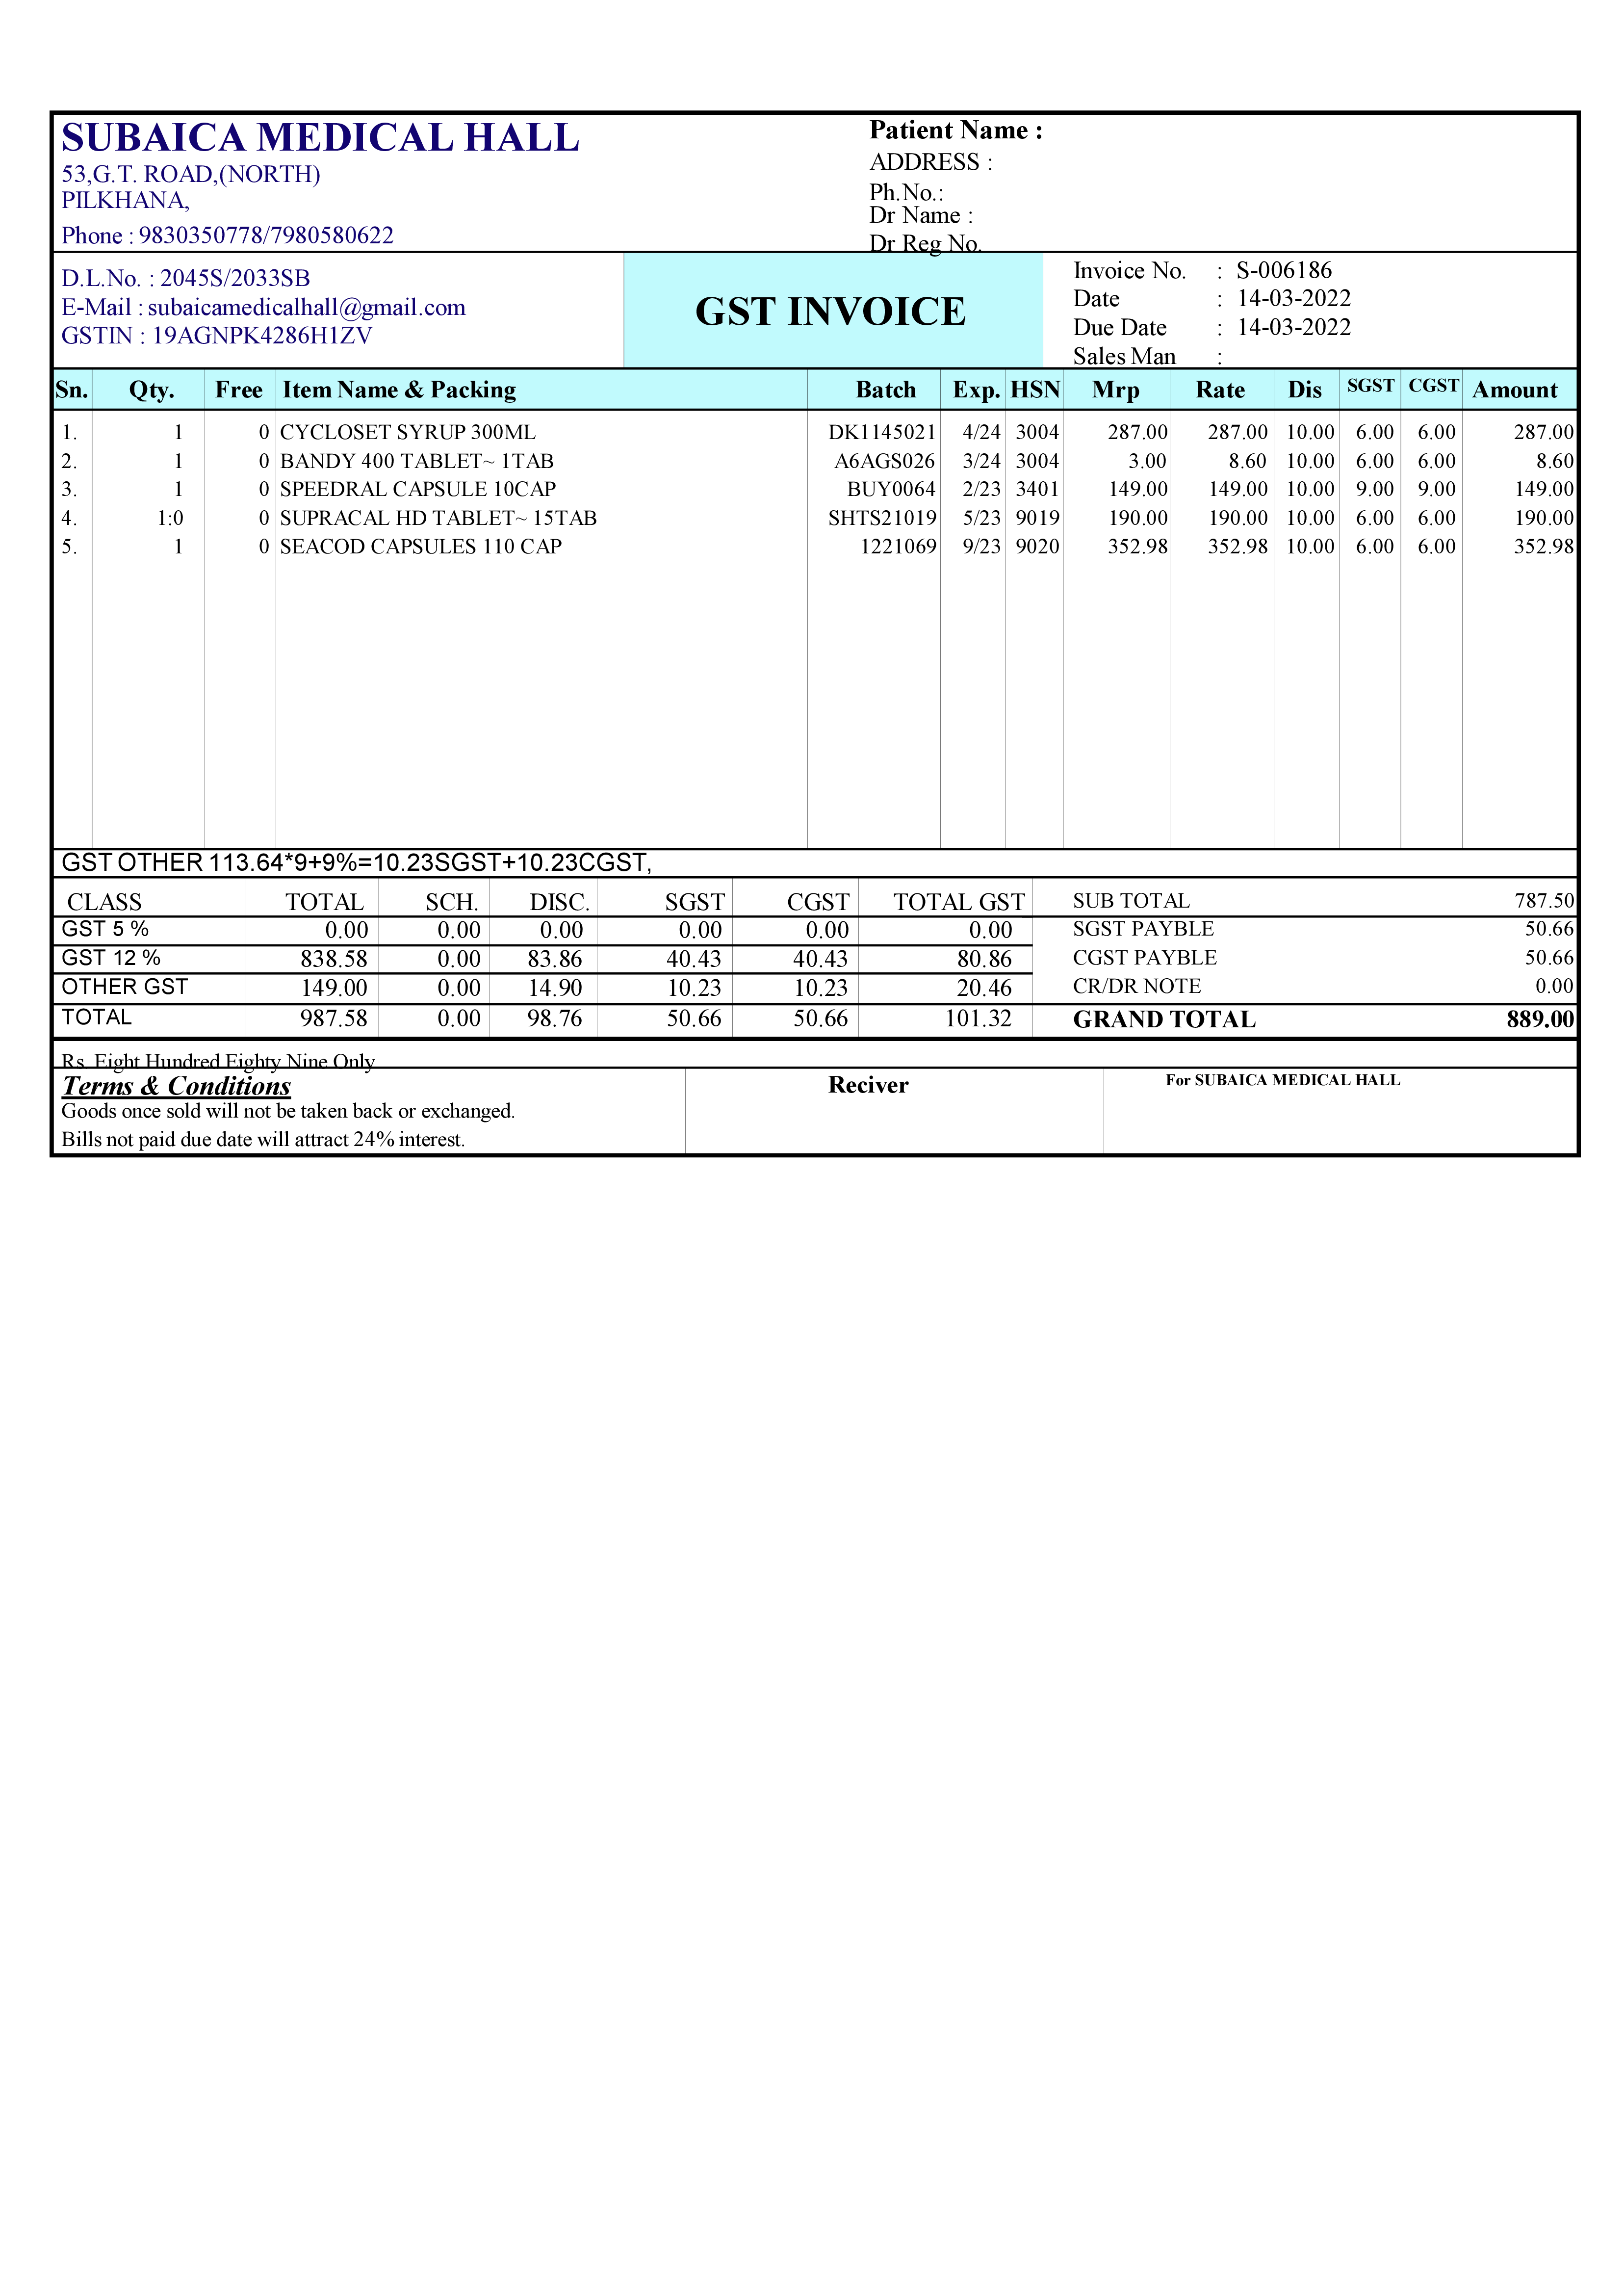 SUBAICA MEDICAL HALL
53,G.T. ROAD,(NORTH)
PILKHANA,
Phone : 9830350778/7980580622
Patient Name :
ADDRESS :
Ph.No.:
Dr Name :
Dr Reg No.
D.L.No. : 2045S/2033SB
E-Mail : subaicamedicalhall@gmail.com
GSTIN : 19AGNPK4286H1ZV
GST INVOICE
Invoice No. : S-006186
Date : 14-03-2022
Due Date : 14-03-2022
Sales Man :
Sn. Qty. Free Item Name & Packing Batch Exp. HSN Mrp Rate Dis SGST CGST Amount
1. 1 0 CYCLOSET SYRUP 300ML DK1145021 4/24 3004 287.00 287.00 10.00 6.00 6.00 287.00
2. 1 0 BANDY 400 TABLET~ 1TAB A6AGS026 3/24 3004 3.00 8.60 10.00 6.00 6.00 8.60
3. 1 0 SPEEDRAL CAPSULE 10CAP BUY0064 2/23 3401 149.00 149.00 10.00 9.00 9.00 149.00
4. 1:0 0 SUPRACAL HD TABLET~ 15TAB SHTS21019 5/23 9019 190.00 190.00 10.00 6.00 6.00 190.00
5. 1 0 SEACOD CAPSULES 110 CAP 1221069 9/23 9020 352.98 352.98 10.00 6.00 6.00 352.98
GST OTHER 113.64*9+9%=10.23SGST+10.23CGST,
CLASS TOTAL SCH. DISC. SGST CGST TOTAL GST
GST 5 % 0.00 0.00 0.00 0.00 0.00 0.00
GST 12 % 838.58 0.00 83.86 40.43 40.43 80.86
OTHER GST 149.00 0.00 14.90 10.23 10.23 20.46
TOTAL 987.58 0.00 98.76 50.66 50.66 101.32
SUB TOTAL 787.50
SGST PAYBLE 50.66
CGST PAYBLE 50.66
CR/DR NOTE 0.00
GRAND TOTAL 889.00
Rs. Eight Hundred Eighty Nine Only
Terms & Conditions
Goods once sold will not be taken back or exchanged.
Bills not paid due date will attract 24% interest.
Reciver
For SUBAICA MEDICAL HALL